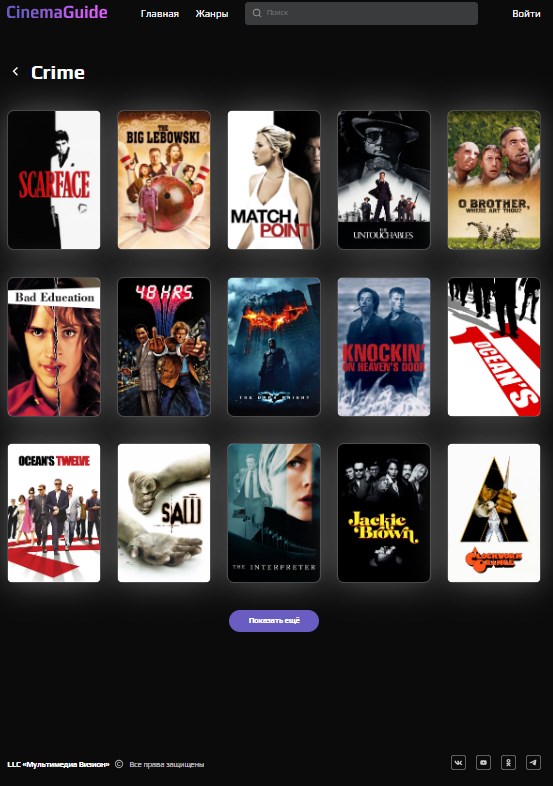 CinemaGuide
Главная
Жанры
Поиск
Войти
Crime
SCARFACE
THE
BIG LEBOWSKI
MATCH
POINT
THE
UNTOUCHABLES
O BROTHER,
WHERE ART THOU?
Bad Education
48 HRS.
THE DARK KNIGHT
KNOCKIN'
ON HEAVEN'S DOOR
OCEAN'S
OCEAN'S TWELVE
SAW
THE INTERPRETER
Jackie
Brown
CLOCKWORK
ORANGE
Показать ещё
LLC «Мультимедиа Визион» © Все права защищены